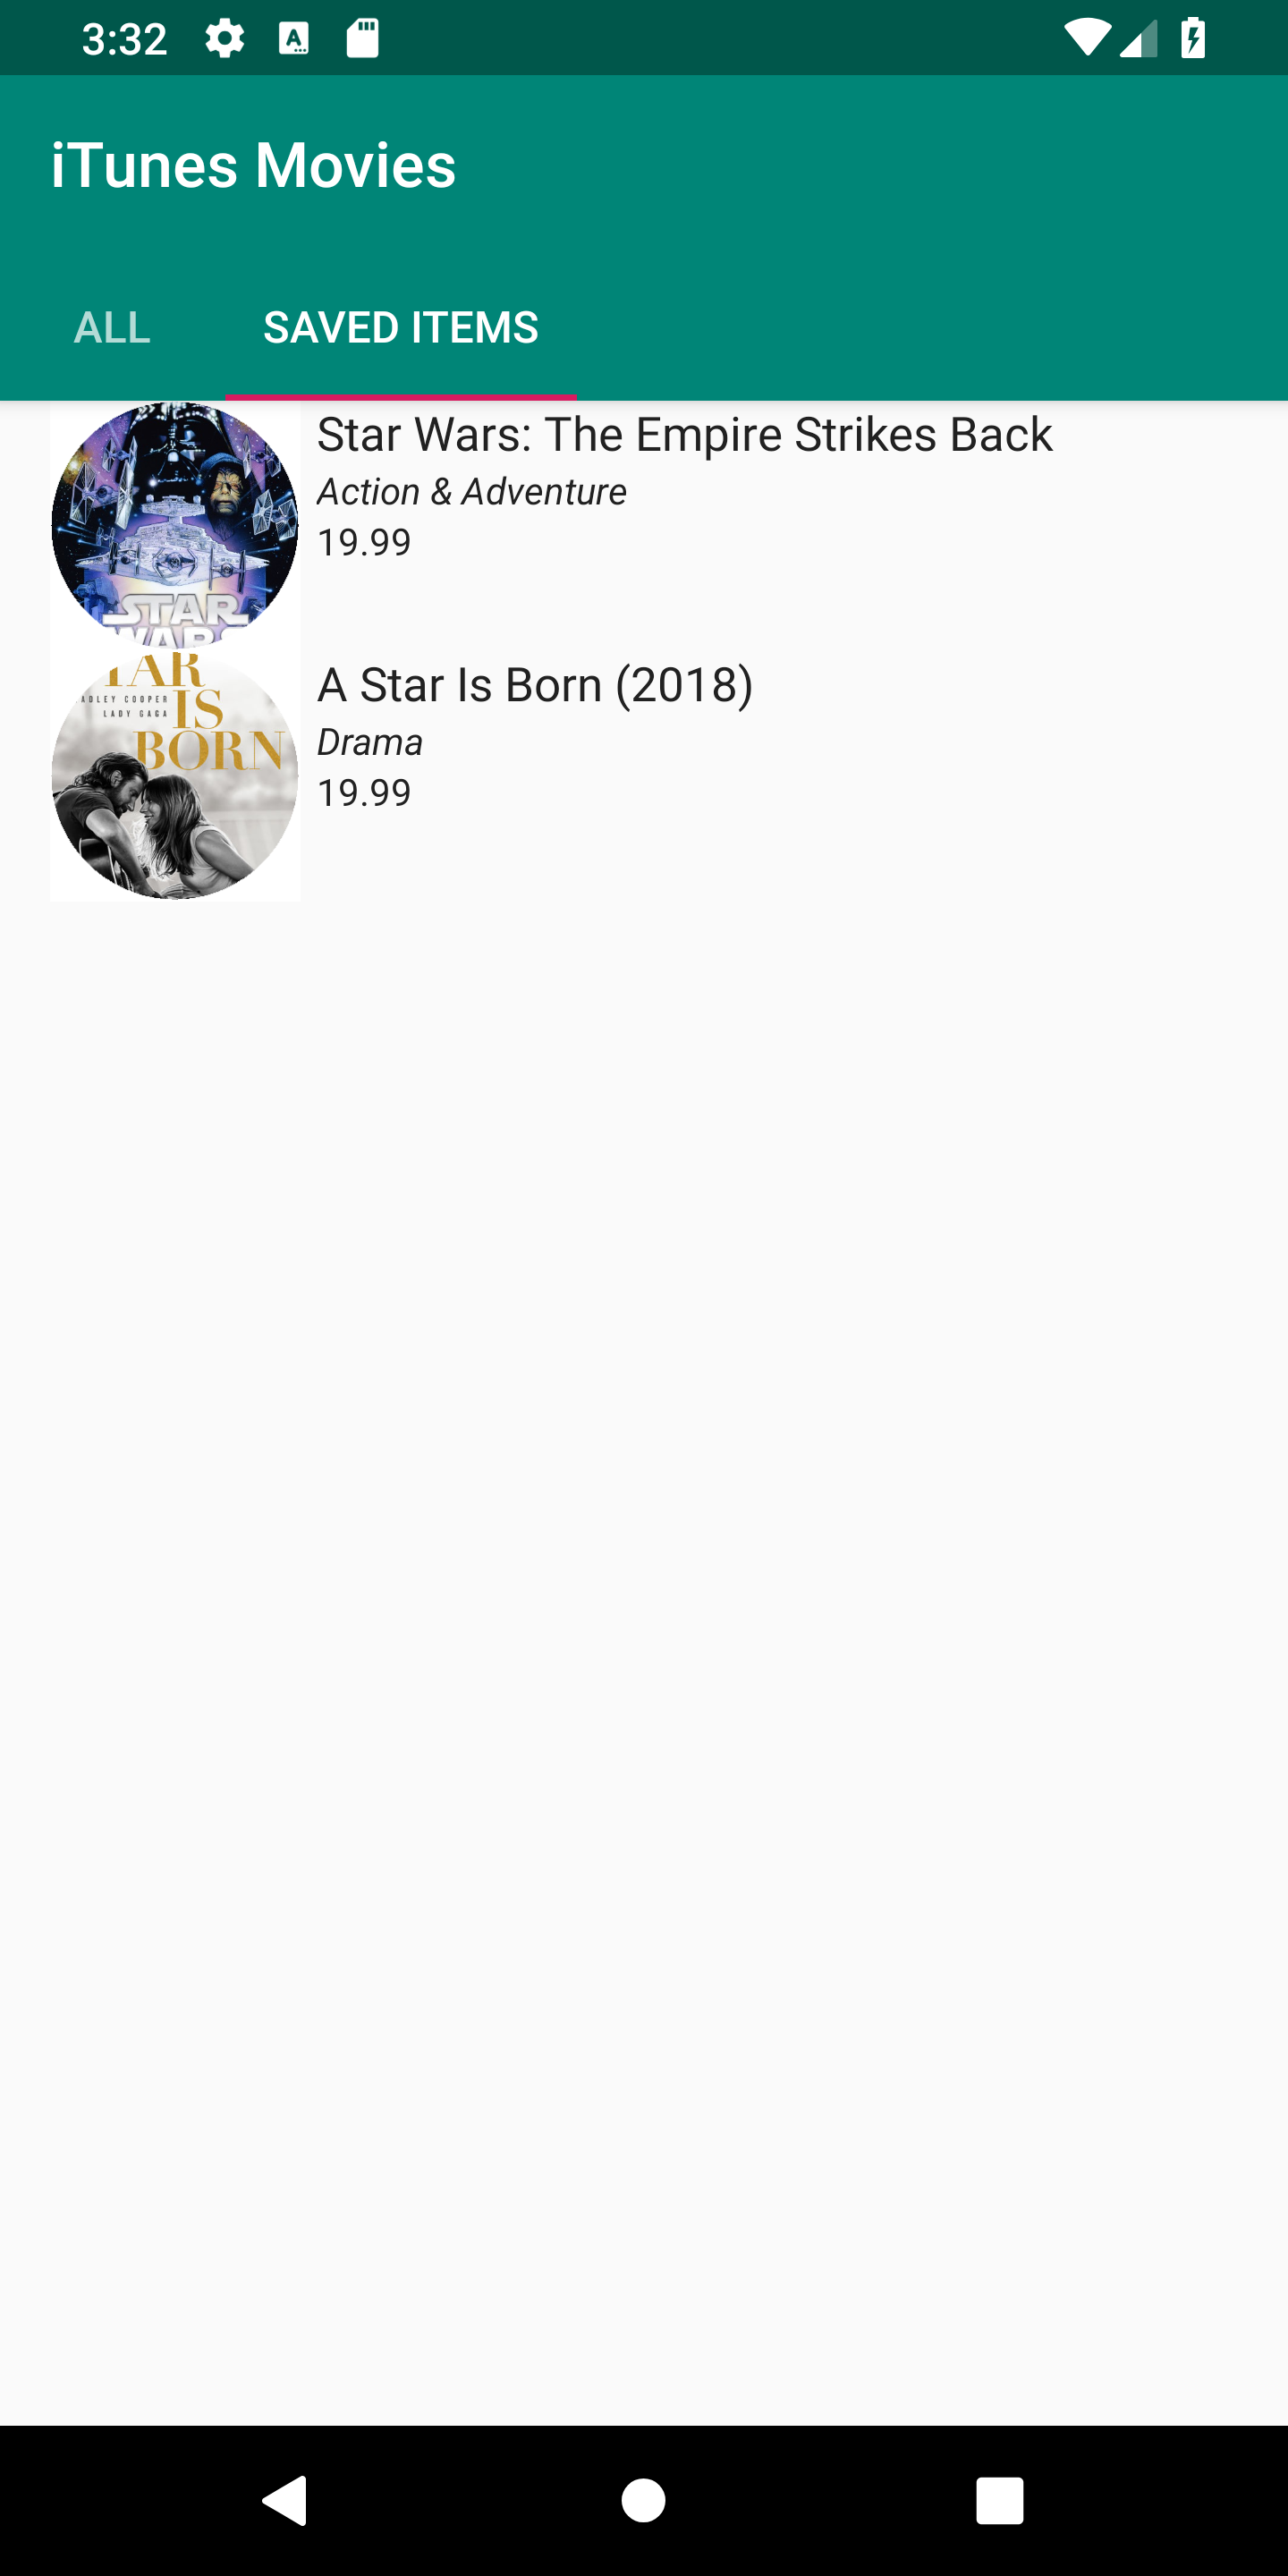 3:32
iTunes Movies
ALL SAVED ITEMS
Star Wars: The Empire Strikes Back
Action & Adventure
19.99
STAR
WARS
A Star Is Born (2018)
Drama
19.99
TAR
ADLEY COOPER
IS
LADY GAGA
BORN